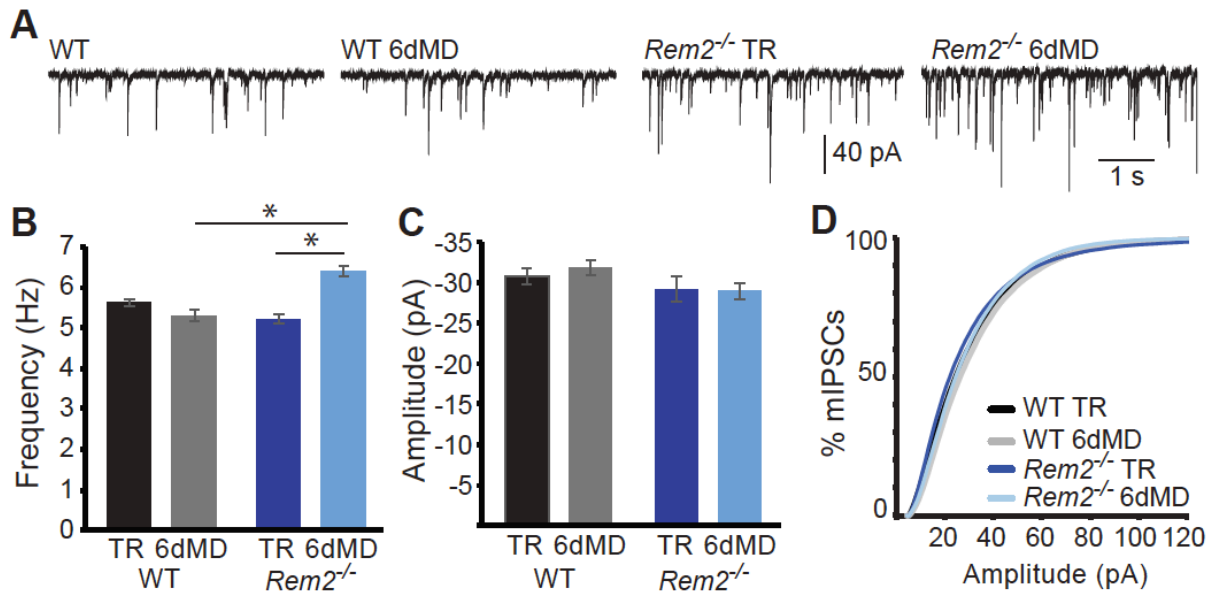 A
WT
WT 6dMD
Rem2-/- TR
Rem2-/- 6dMD
40 pA
1 s
B
Frequency (Hz)
7
6
5
4
3
2
1
0
*
*
TR 6dMD
TR 6dMD
WT
Rem2-/-
C
Amplitude (pA)
-35
-30
-25
-20
-15
-10
-5
TR 6dMD
TR 6dMD
WT
Rem2-/-
D
% mIPSCs
100
50
0
WT TR
WT 6dMD
Rem2-/- TR
Rem2-/- 6dMD
20 40 60 80 100 120
Amplitude (pA)